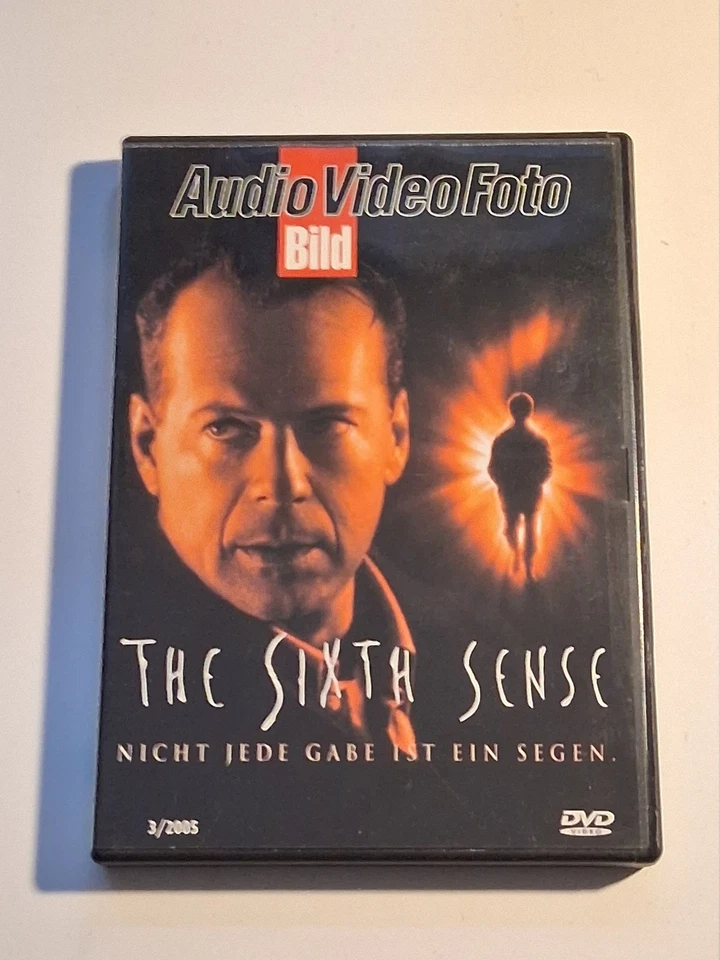 Audio Video Foto
Bild
THE SIXTH SENSE
NICHT JEDE GABE IST EIN SEGEN.
3/2005
DVD
VIDEO